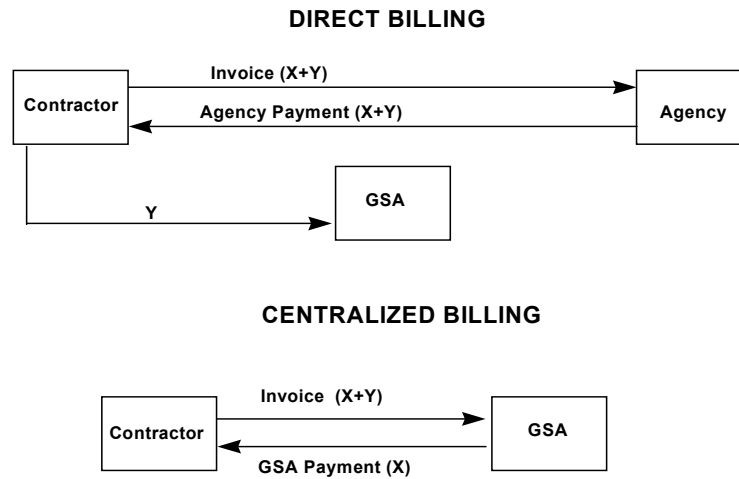 DIRECT BILLING
Invoice (X+Y)
Contractor
Agency Payment (X+Y)
Agency
GSA
Y
CENTRALIZED BILLING
Invoice (X+Y)
Contractor
GSA
GSA Payment (X)